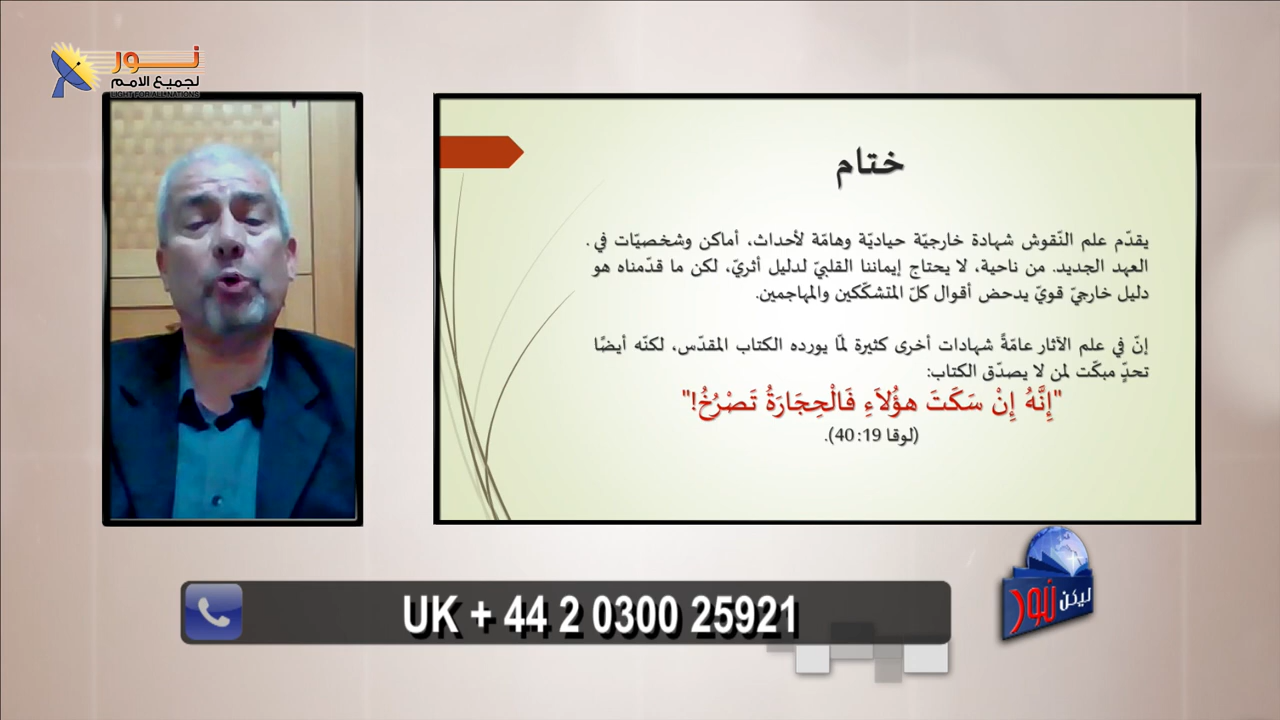 نور
لجميع الامم
LIGHT FOR ALL NATIONS
ختام
يقدّم علم النّقوش شهادة خارجيّة حياديّة وهامّة لأحداث، أماكن وشخصيّات في .
العهد الجديد. من ناحية، لا يحتاج إيماننا القلبيّ لدليل أثريّ، لكن ما قدّمناه هو
دليل خارجيّ قويّ يدحض أقوال كلّ المتشكّكين والمهاجمين.
إنّ في علم الآثار عامّةً شهادات أخرى كثيرة لمّا يورده الكتاب المقدّس، لكنّه أيضًا
تحدٍّ مبكّت لمن لا يصدّق الكتاب:
"إِنَّهُ إِنْ سَكَتَ هؤُلاَءِ فَالْحِجَارَةُ تَصْرُخُ!"
(لوقا 19: 40).
UK + 44 2 0300 25921
ليكن نور